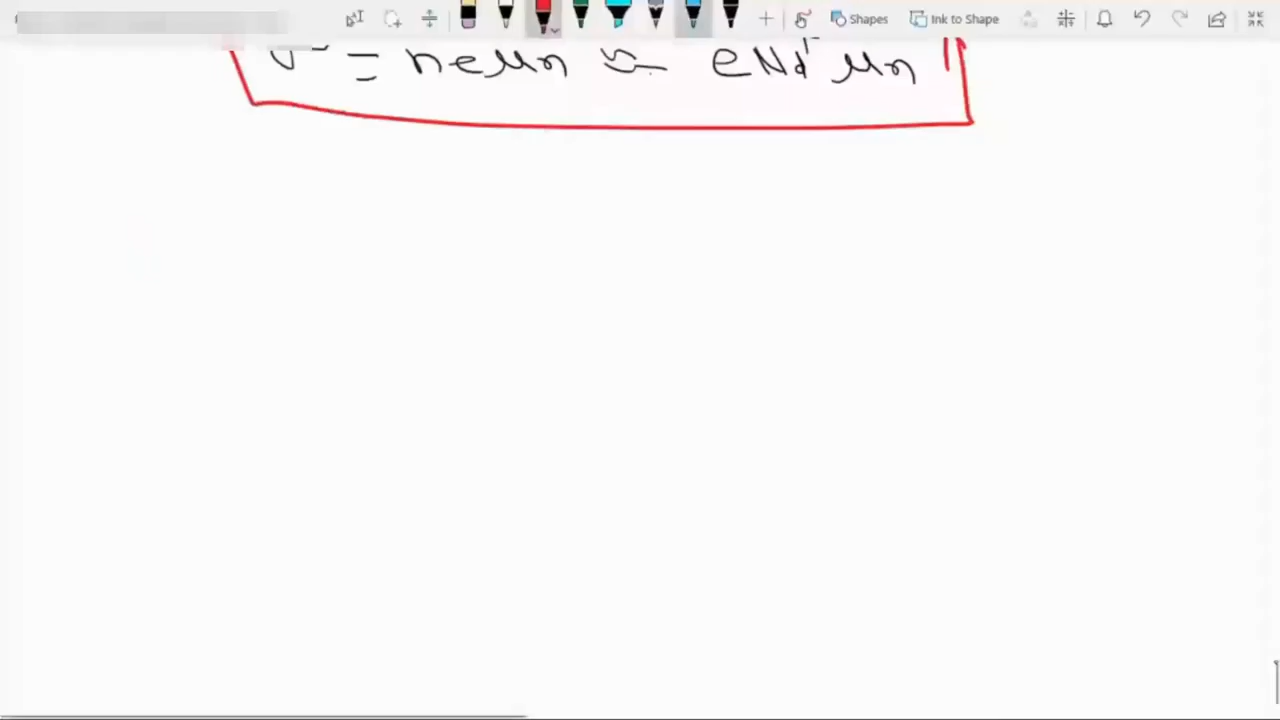 Shapes Ink to Shape
σ = neμn ≈ eNd⁺ μn